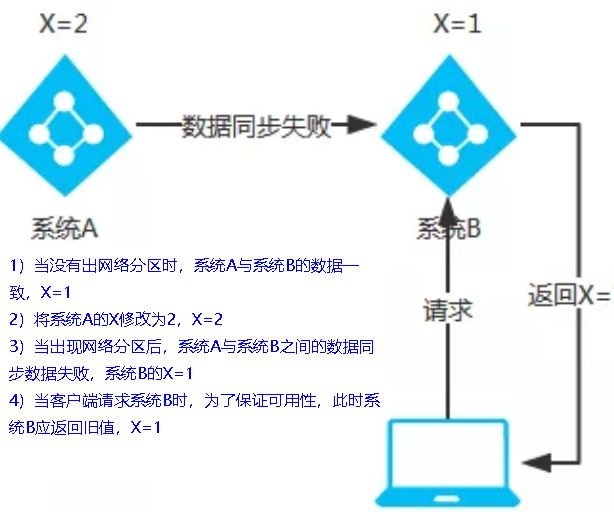 X=2
X=1
数据同步失败
系统A
系统B
1）当没有出网络分区时，系统A与系统B的数据一
致，X=1
2）将系统A的X修改为2，X=2
3）当出现网络分区后，系统A与系统B之间的数据同
步数据失败，系统B的X=1
4）当客户端请求系统B时，为了保证可用性，此时系
统B应返回旧值，X=1
请求
返回X=